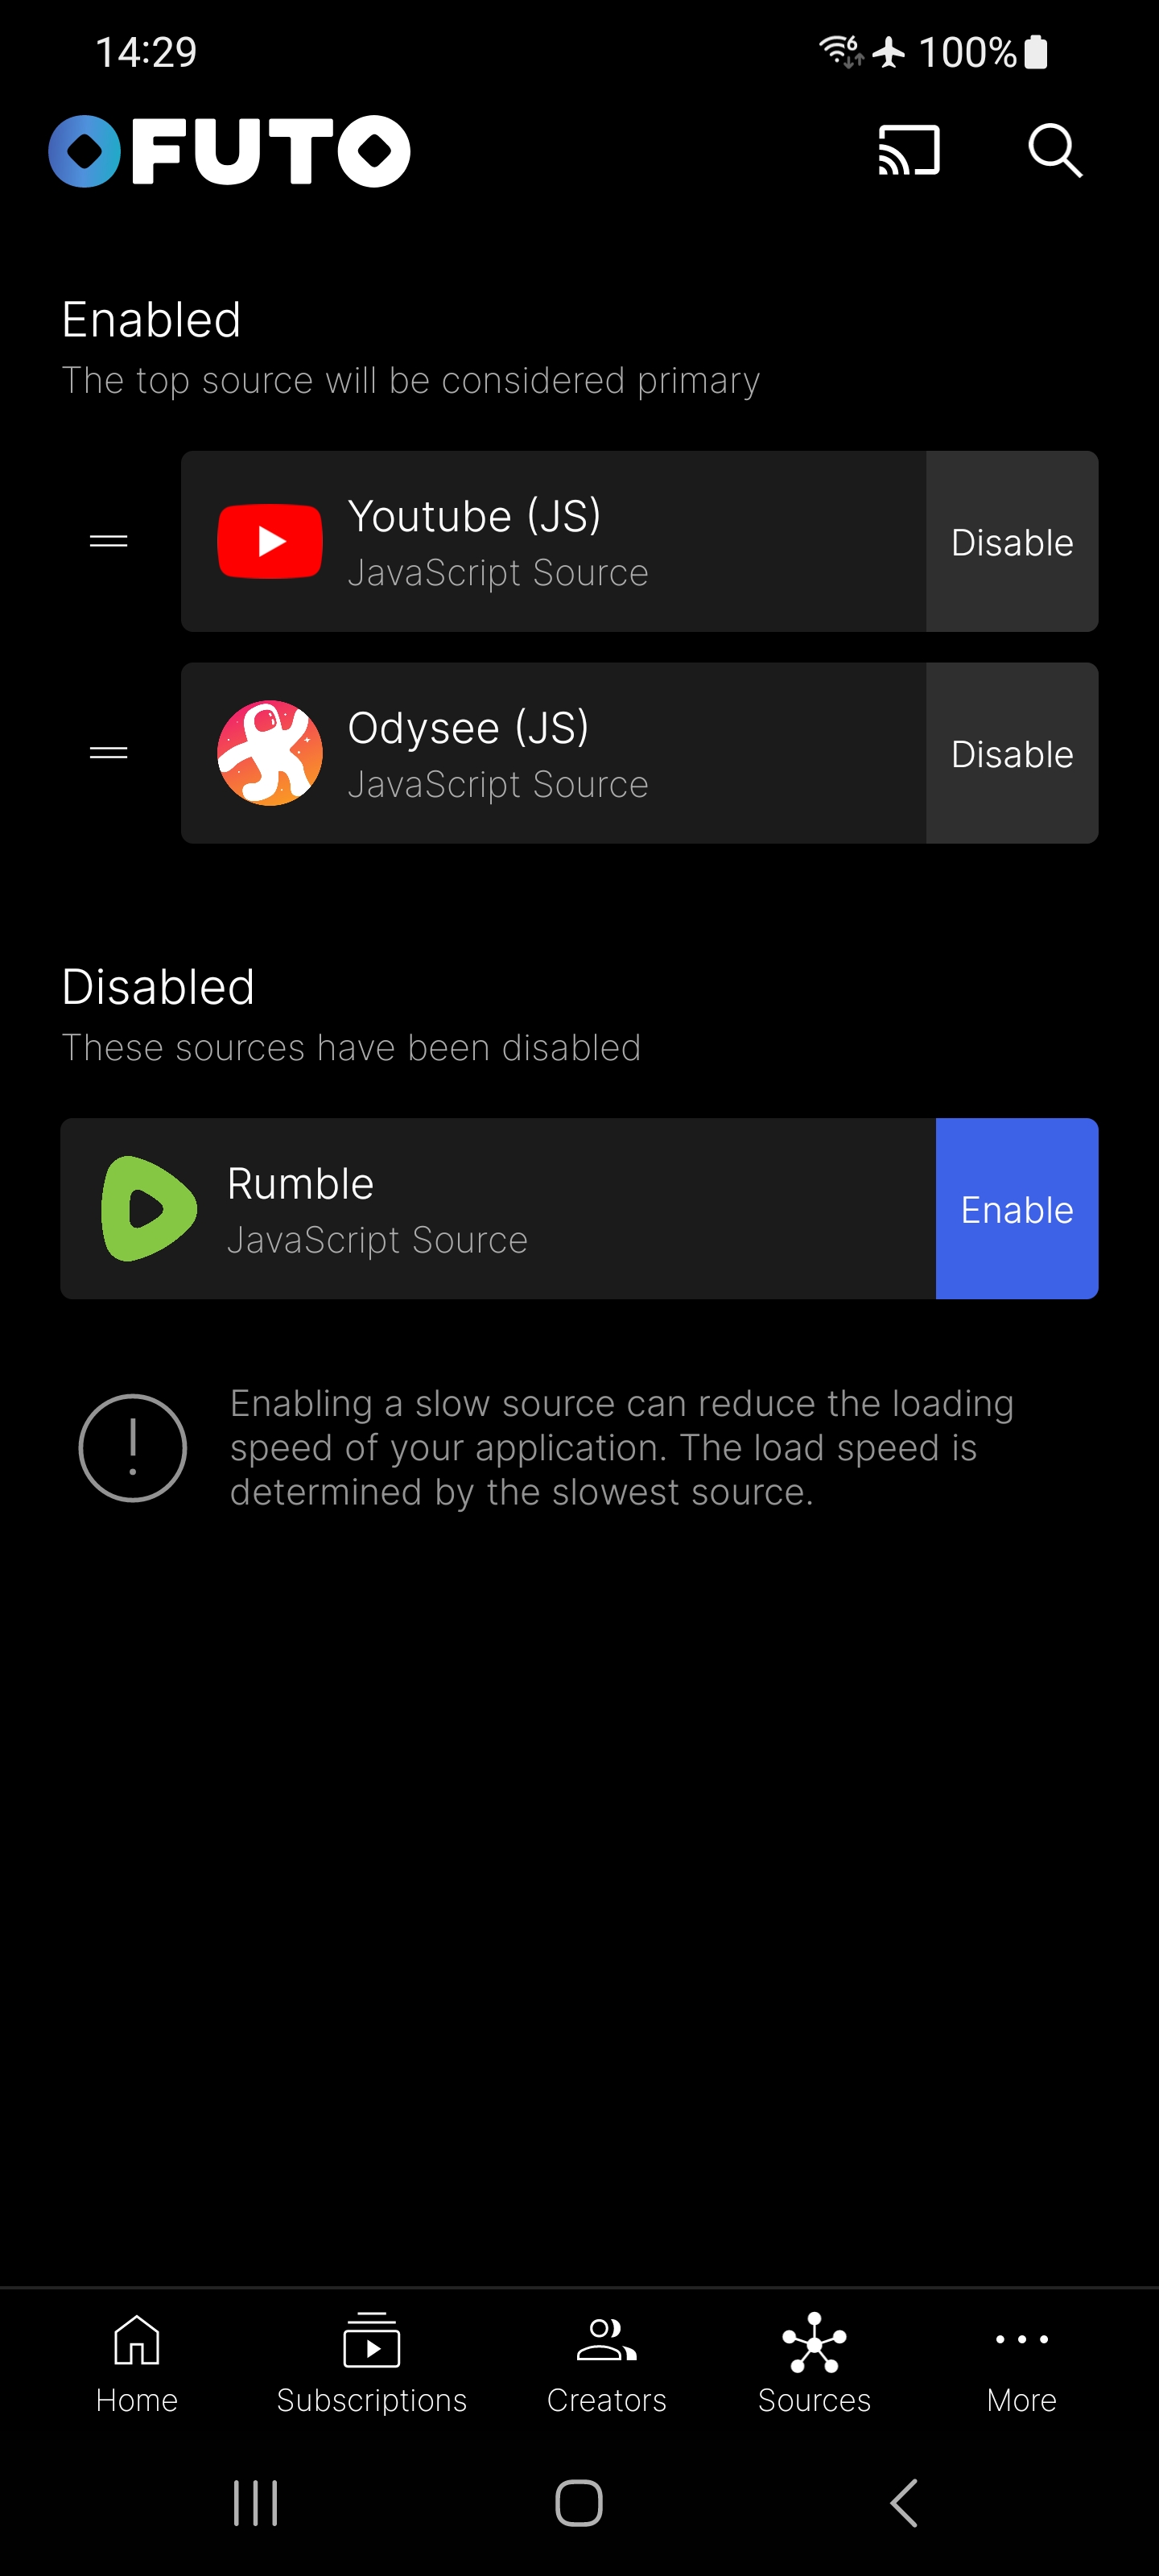 14:29
6 100%
FUTO
Enabled
The top source will be considered primary
Youtube (JS)
JavaScript Source
Disable
Odysee (JS)
JavaScript Source
Disable
Disabled
These sources have been disabled
Rumble
JavaScript Source
Enable
Enabling a slow source can reduce the loading
speed of your application. The load speed is
determined by the slowest source.
Home Subscriptions Creators Sources More